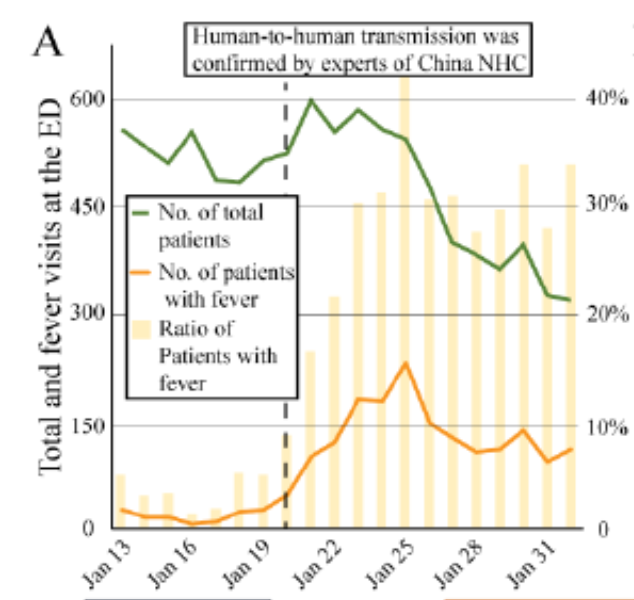 A
Human-to-human transmission was
confirmed by experts of China NHC
Total and fever visits at the ED
600
450
300
150
0
40%
30%
20%
10%
0
No. of total
patients
No. of patients
with fever
Ratio of
Patients with
fever
Jan 13
Jan 16
Jan 19
Jan 22
Jan 25
Jan 28
Jan 31